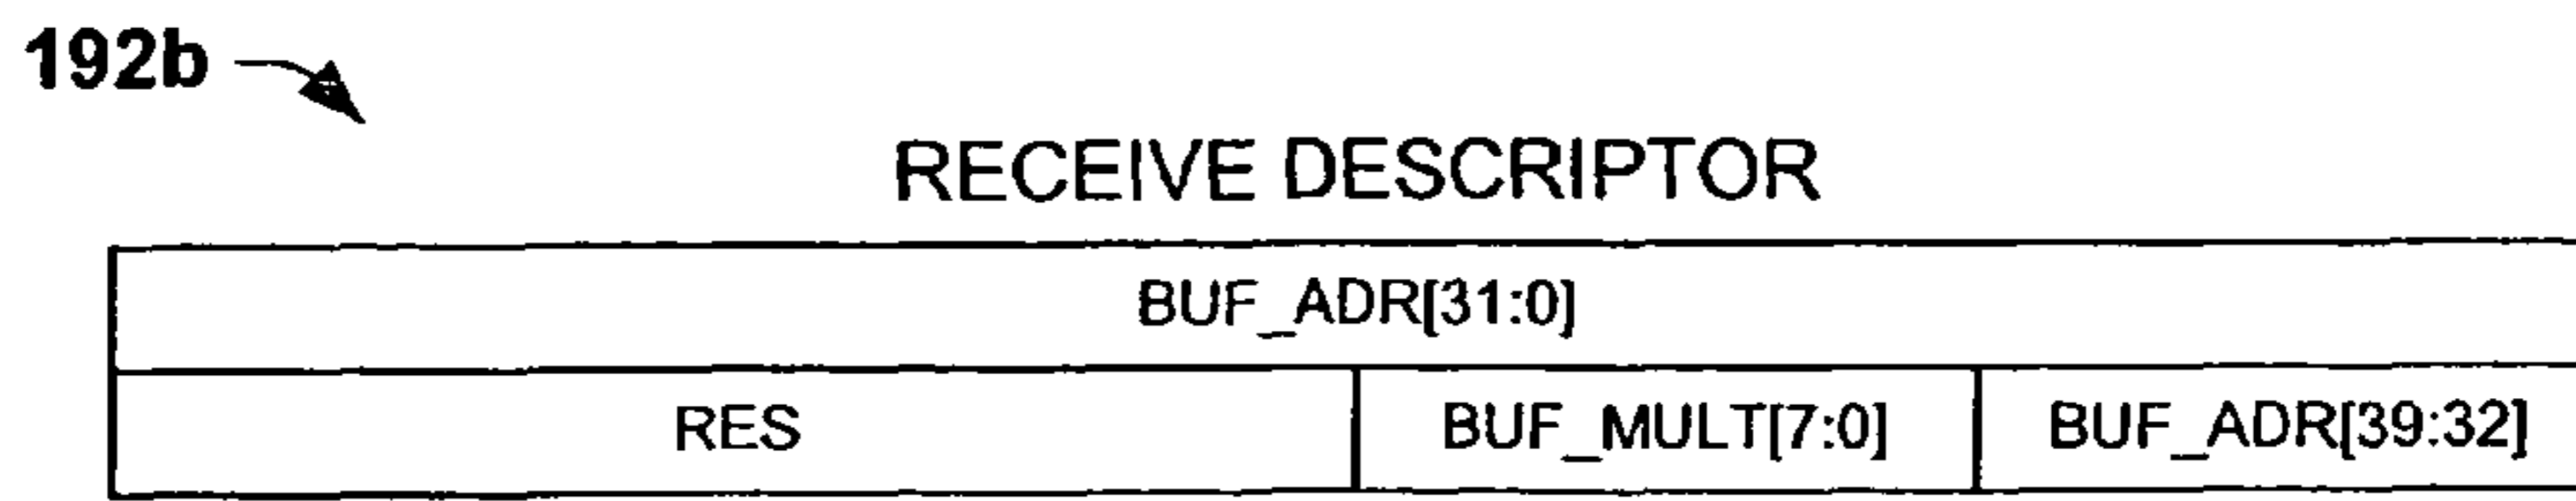 192b
RECEIVE DESCRIPTOR
BUF_ADR[31:0]
RES BUF_MULT[7:0] BUF_ADR[39:32]